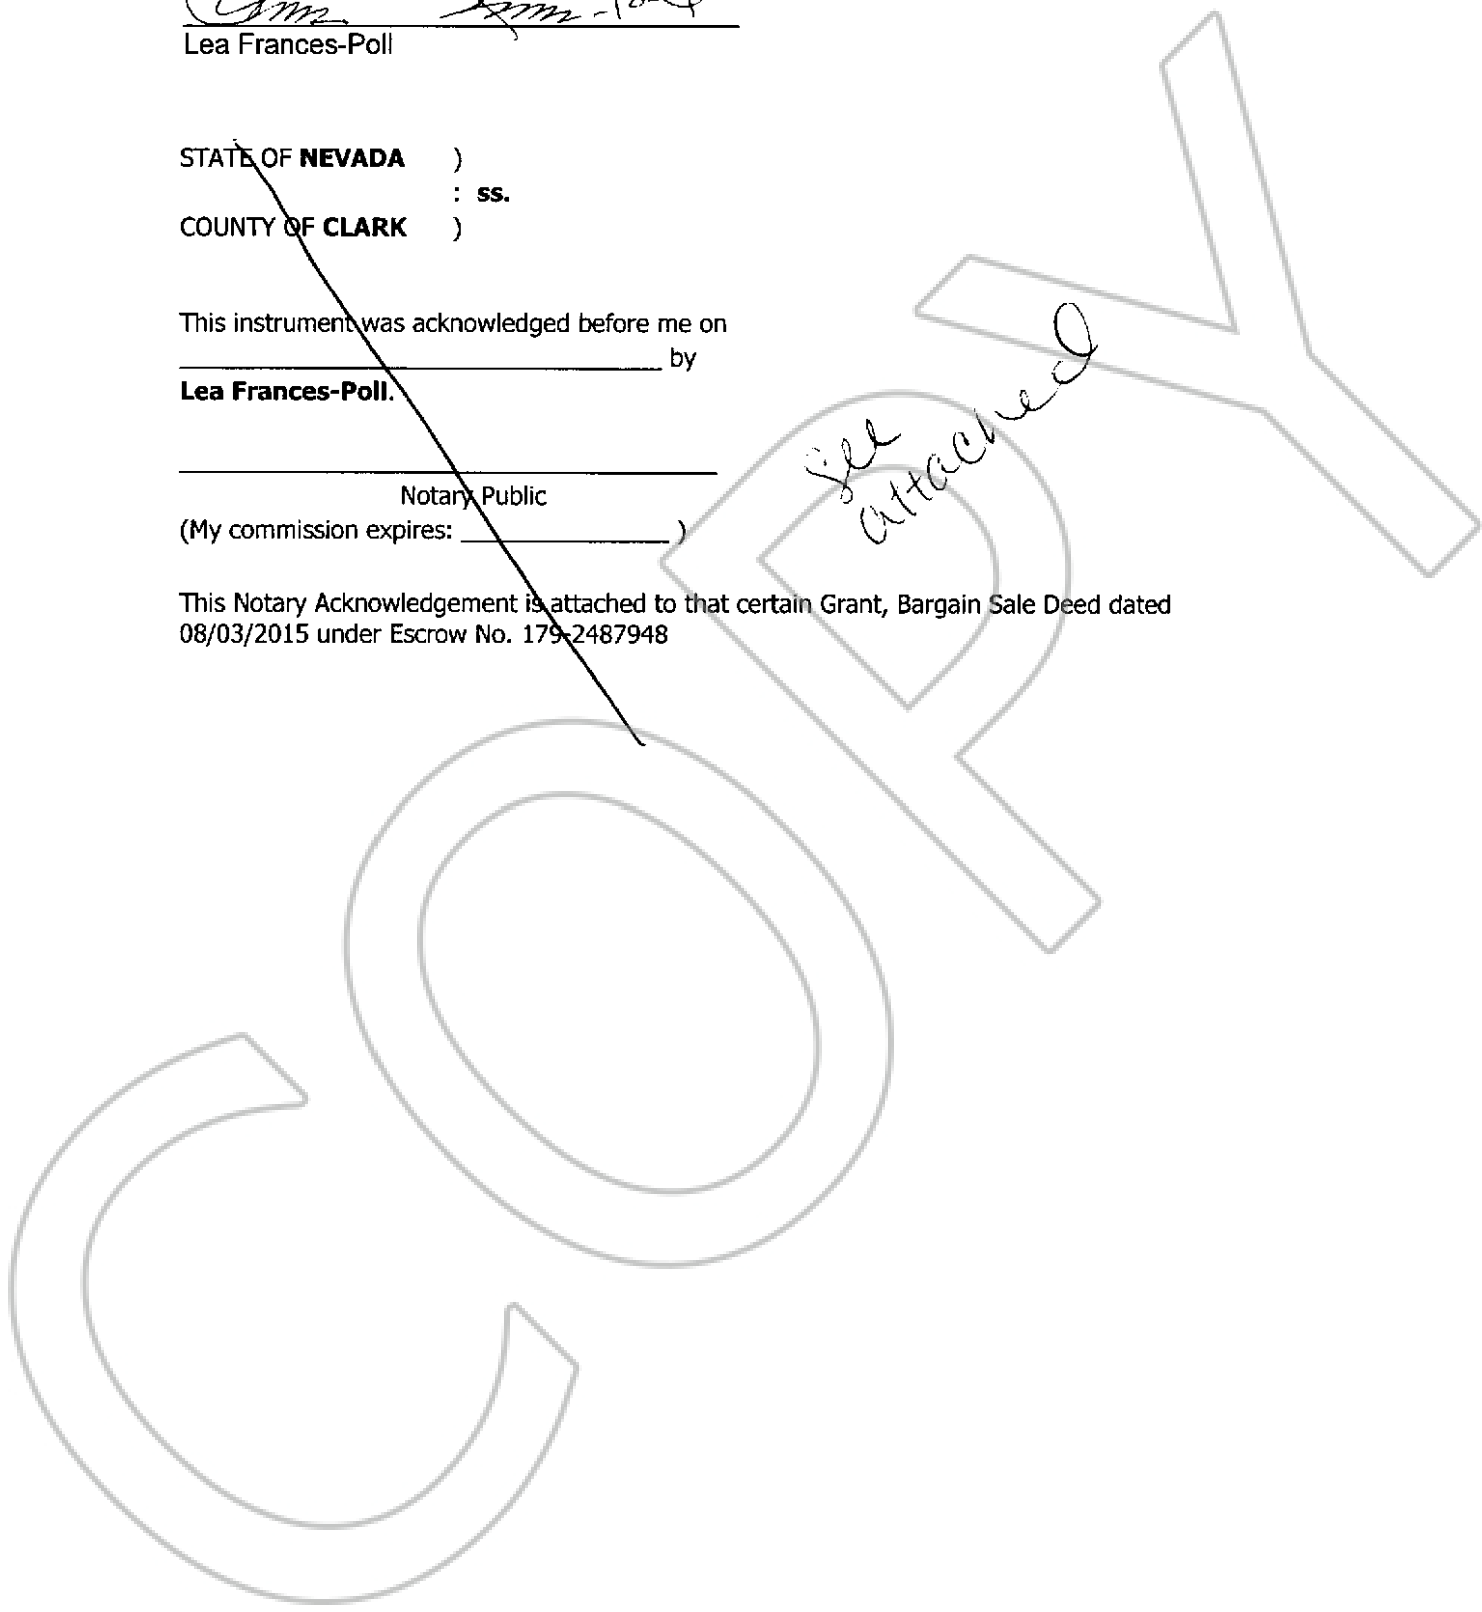 Lea Frances-Poll
STATE OF NEVADA )
: ss.
COUNTY OF CLARK )
This instrument was acknowledged before me on
____________________ by
Lea Frances-Poll.
See
attached
Notary Public
(My commission expires: ____________ )
This Notary Acknowledgement is attached to that certain Grant, Bargain Sale Deed dated
08/03/2015 under Escrow No. 179-2487948
COPY